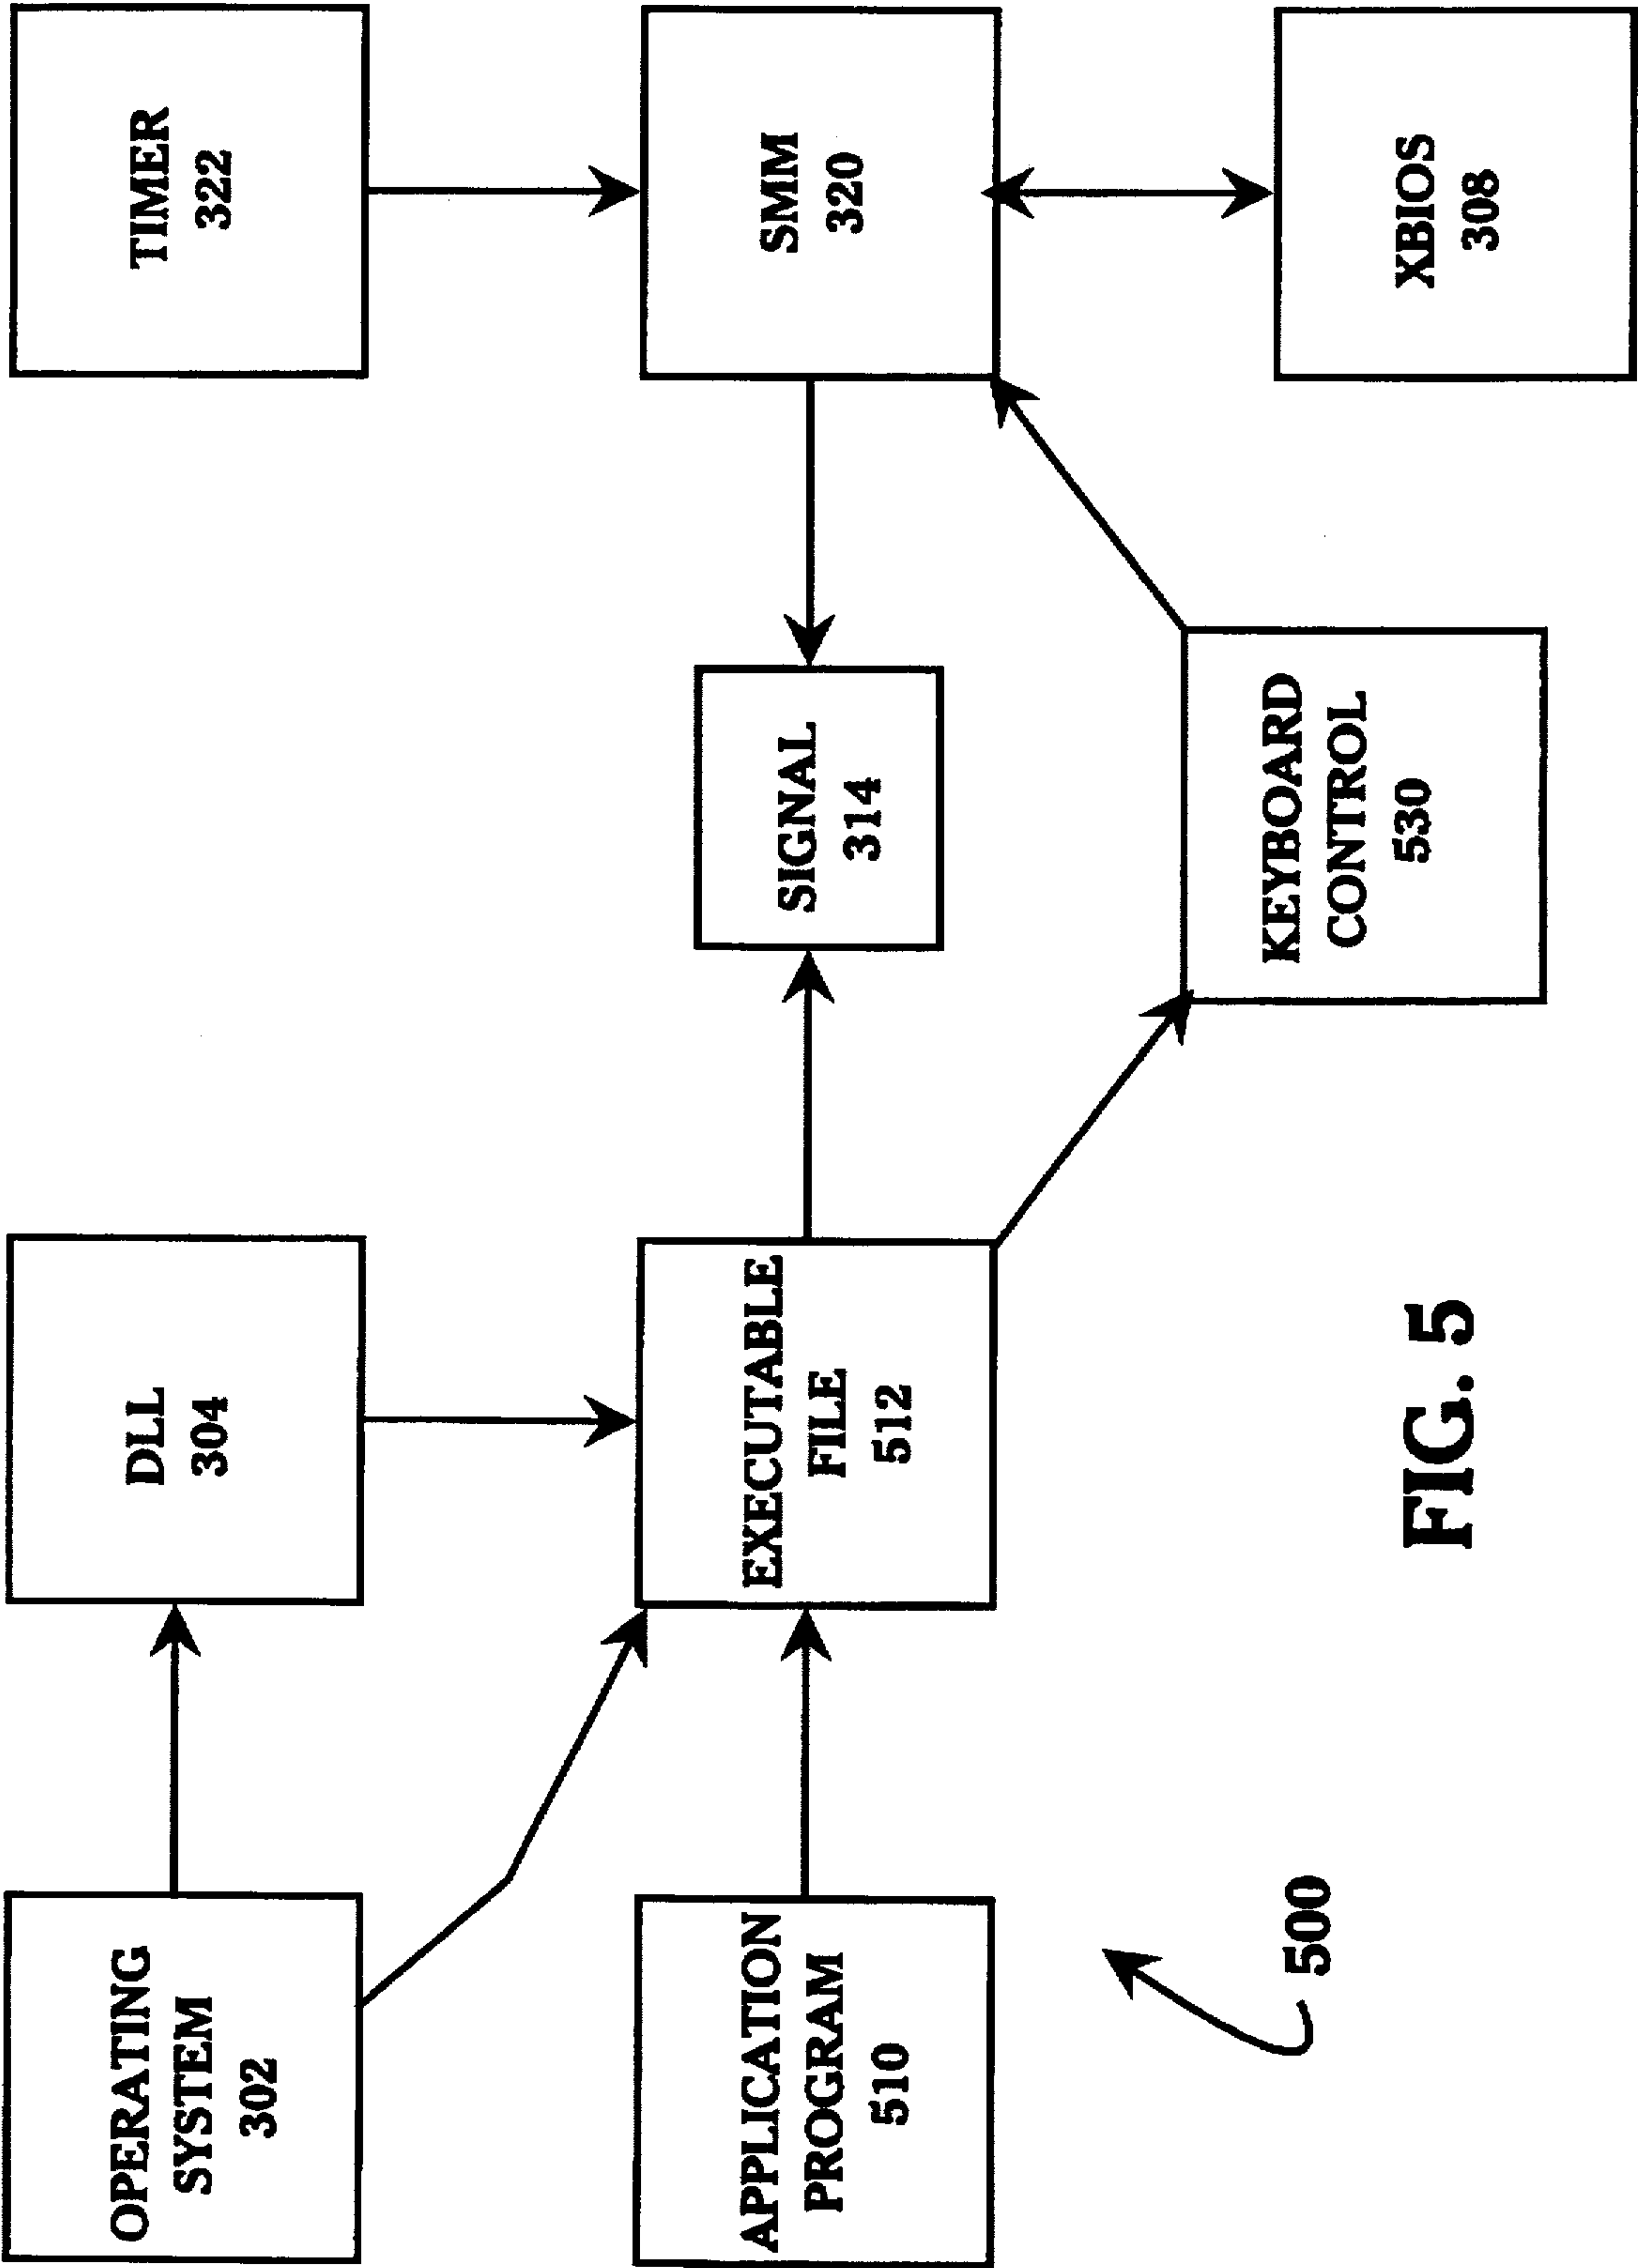 OPERATING
SYSTEM
302
DLL
304
TIMER
322
APPLICATION
PROGRAM
510
EXECUTABLE
FILE
512
SIGNAL
314
SMM
320
KEYBOARD
CONTROL
530
XBIOS
308
500
FIG. 5